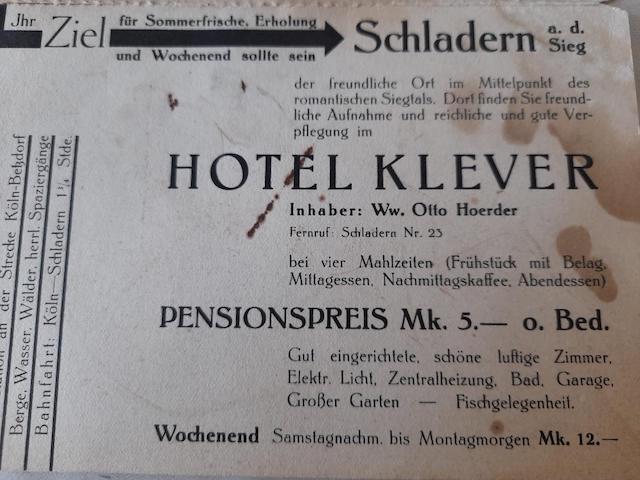 Jhr Ziel für Sommerfrische, Erholung
und Wochenend sollte sein
Schladern a. d. Sieg
der freundliche Ort im Mittelpunkt des
romantischen Siegtals. Dort finden Sie freund-
liche Aufnahme und reichliche und gute Ver-
pflegung im
HOTEL KLEVER
Inhaber: Ww. Otto Hoerder
Fernruf: Schladern Nr. 23
bei vier Mahlzeiten (Frühstück mit Belag,
Mittagessen, Nachmittagskaffee, Abendessen)
PENSIONSPREIS Mk. 5.— o. Bed.
Gut eingerichtete, schöne luftige Zimmer,
Elektr. Licht, Zentralheizung, Bad, Garage,
Großer Garten — Fischgelegenheit.
Wochenend Samstagnachm. bis Montagmorgen Mk. 12.—
an der Strecke Köln-Betzdorf
Berge, Wasser, Wälder, herrl. Spaziergänge
Bahnfahrt: Köln—Schladern 1¾ Stde.